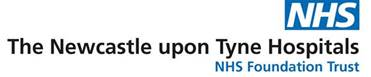 NHS
The Newcastle upon Tyne Hospitals
NHS Foundation Trust